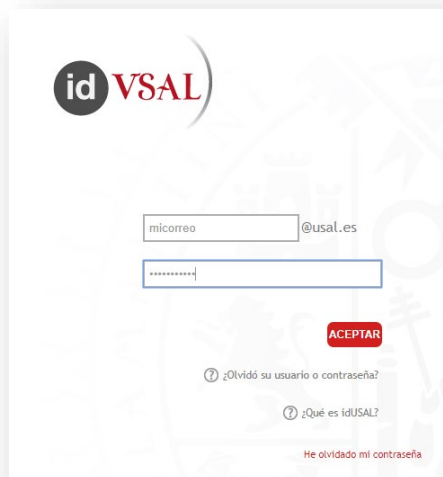 id VSAL
micorreo @usal.es
•••••••••••
ACEPTAR
? ¿Olvidó su usuario o contraseña?
? ¿Qué es idUSAL?
He olvidado mi contraseña